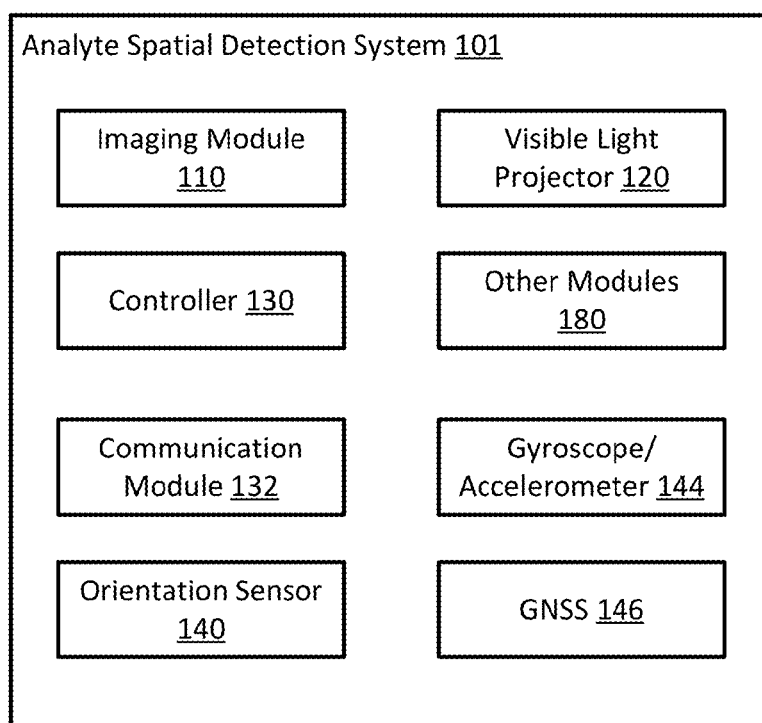 Analyte Spatial Detection System 101
Imaging Module
110
Visible Light
Projector 120
Controller 130
Other Modules
180
Communication
Module 132
Gyroscope/
Accelerometer 144
Orientation Sensor
140
GNSS 146